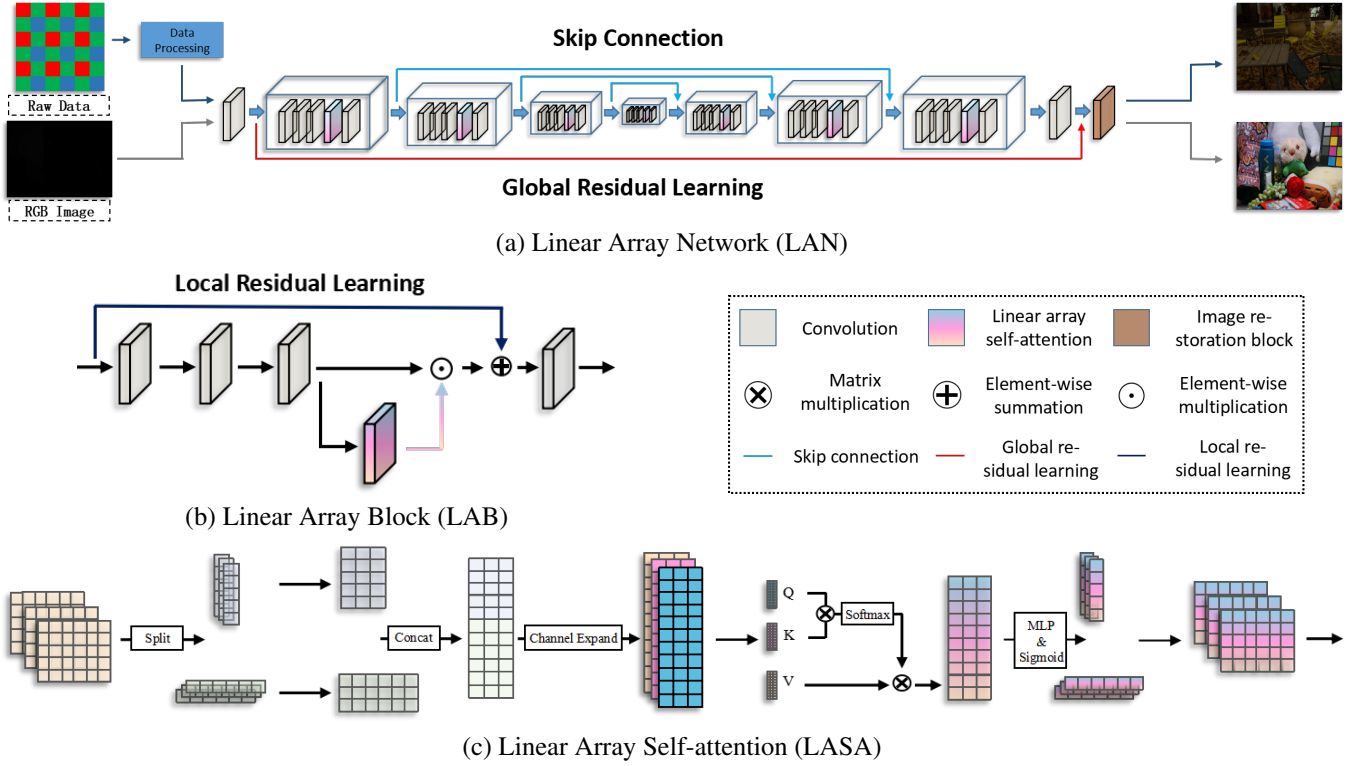 Data
Processing
Raw Data
Skip Connection
RGB Image
Global Residual Learning
(a) Linear Array Network (LAN)
Local Residual Learning
(b) Linear Array Block (LAB)
Convolution
Linear array
self-attention
Image re-
storation block
Matrix
multiplication
Element-wise
summation
Element-wise
multiplication
Skip connection
Global re-
sidual learning
Local re-
sidual learning
Split
Concat
Channel Expand
Q
K
V
Softmax
MLP
&
Sigmoid
(c) Linear Array Self-attention (LASA)